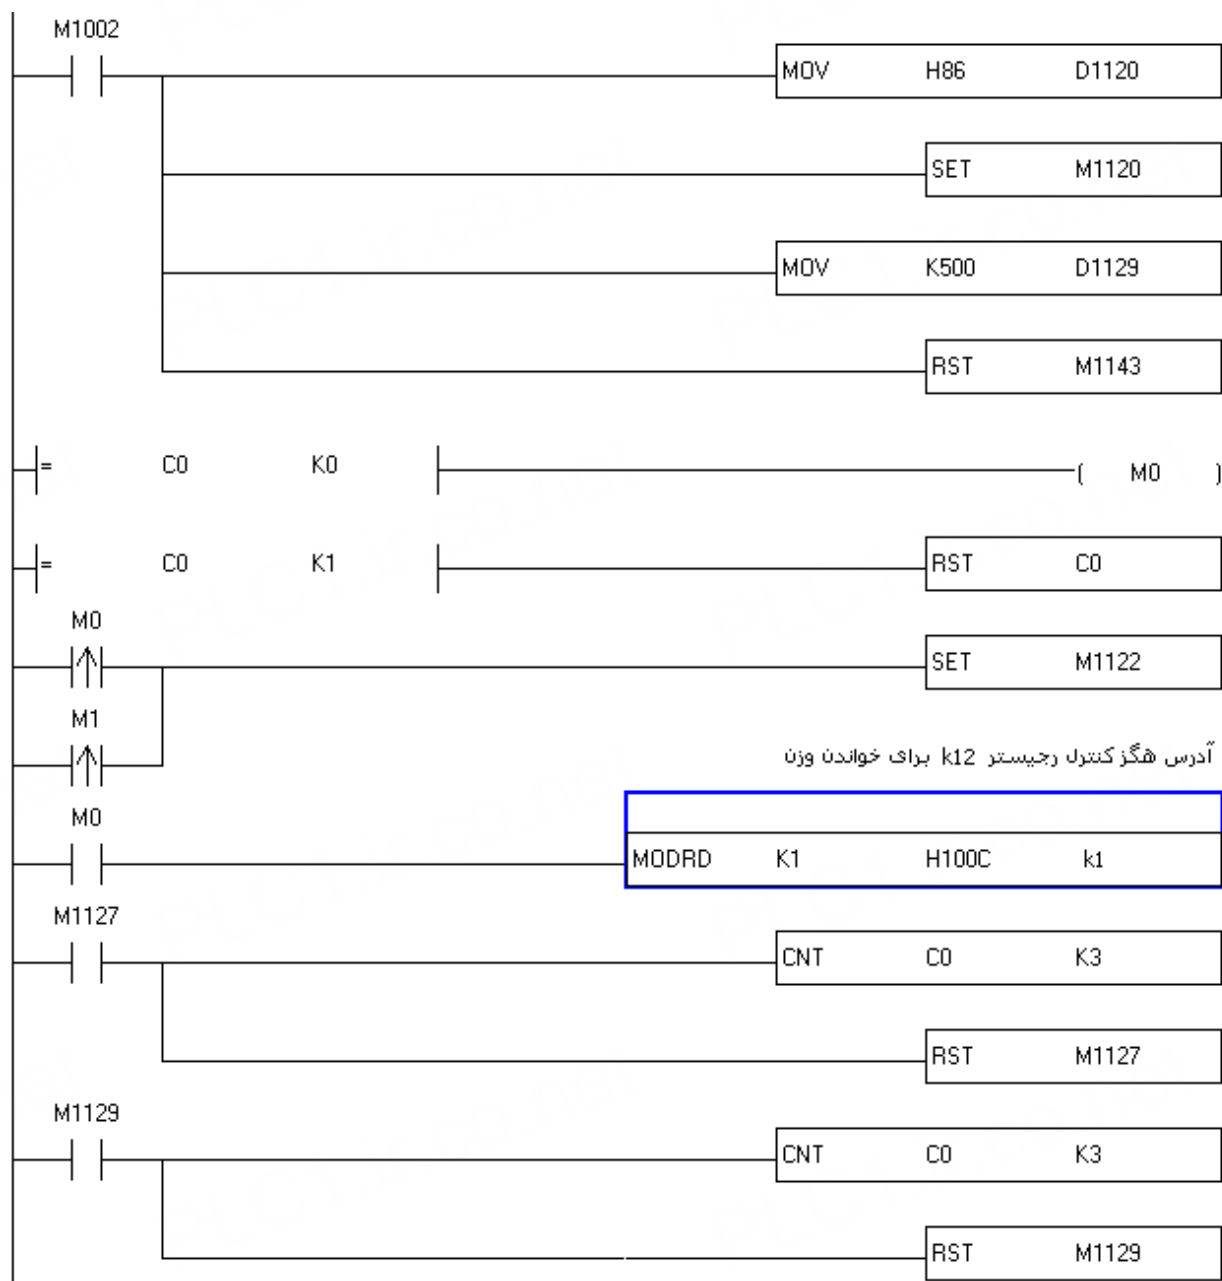 M1002
MOV H86 D1120
SET M1120
MOV K500 D1129
RST M1143
= C0 K0 ( M0 )
= C0 K1 RST C0
M0
SET M1122
M1
آدرس هگز کنترل رجیستر k12 برای خواندن وزن
M0
MODRD K1 H100C k1
M1127
CNT C0 K3
RST M1127
M1129
CNT C0 K3
RST M1129